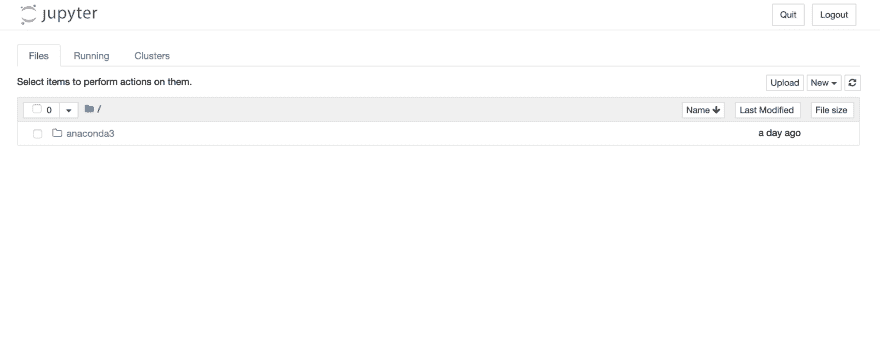 jupyter
Quit Logout
Files Running Clusters
Select items to perform actions on them.
Upload New
0 / Name Last Modified File size
anaconda3 a day ago